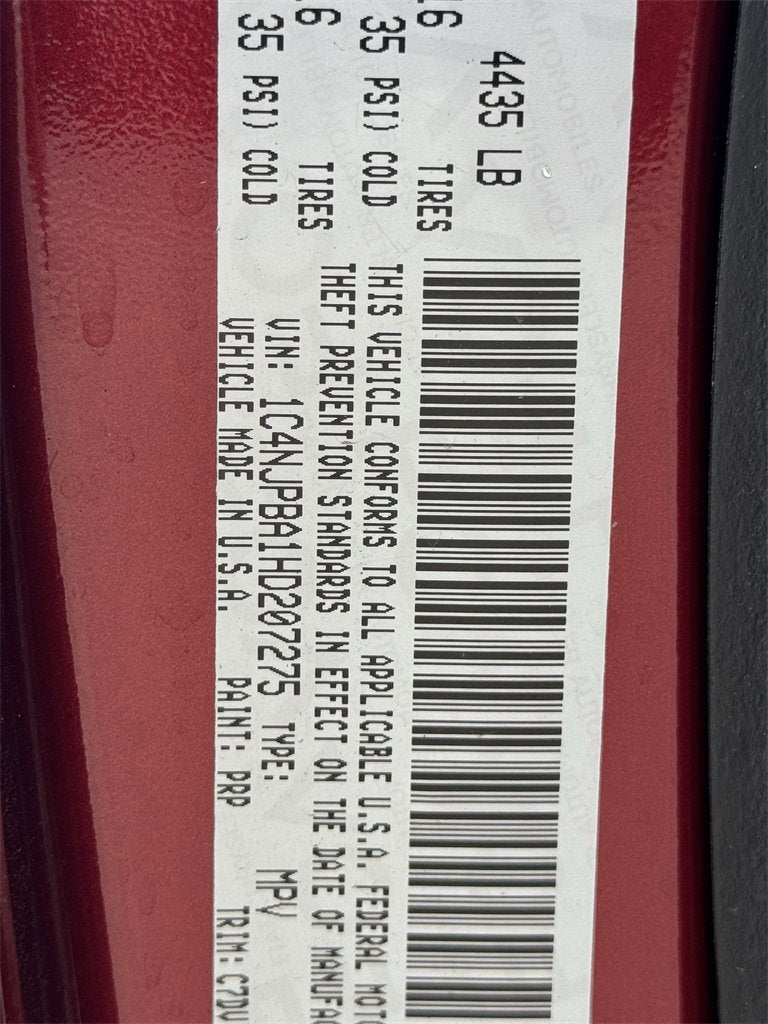 4435 LB
16 TIRES
35 PSI) COLD
16 TIRES
35 PSI) COLD
THIS VEHICLE CONFORMS TO ALL APPLICABLE U.S.A. FEDERAL MOTO
THEFT PREVENTION STANDARDS IN EFFECT ON THE DATE OF MANUFAC
VIN: 1C4NJPBA1HD207275 TYPE: MPV
VEHICLE MADE IN U.S.A. PAINT: PRP TRIM: C7DV